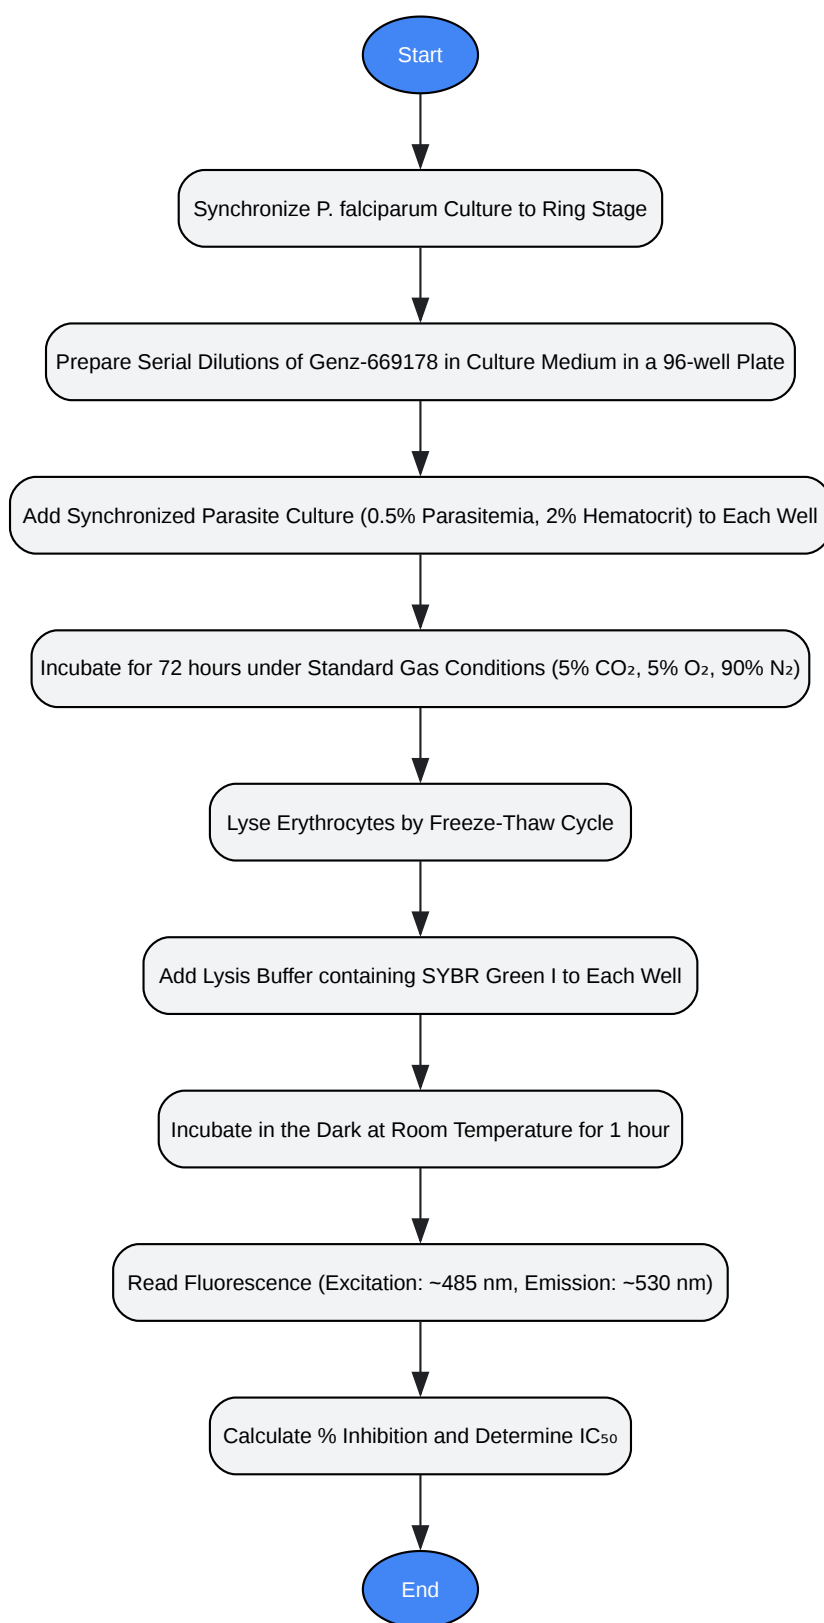 Start
Synchronize P. falciparum Culture to Ring Stage
Prepare Serial Dilutions of Genz-669178 in Culture Medium in a 96-well Plate
Add Synchronized Parasite Culture (0.5% Parasitemia, 2% Hematocrit) to Each Well
Incubate for 72 hours under Standard Gas Conditions (5% CO₂, 5% O₂, 90% N₂)
Lyse Erythrocytes by Freeze-Thaw Cycle
Add Lysis Buffer containing SYBR Green I to Each Well
Incubate in the Dark at Room Temperature for 1 hour
Read Fluorescence (Excitation: ~485 nm, Emission: ~530 nm)
Calculate % Inhibition and Determine IC₅₀
End